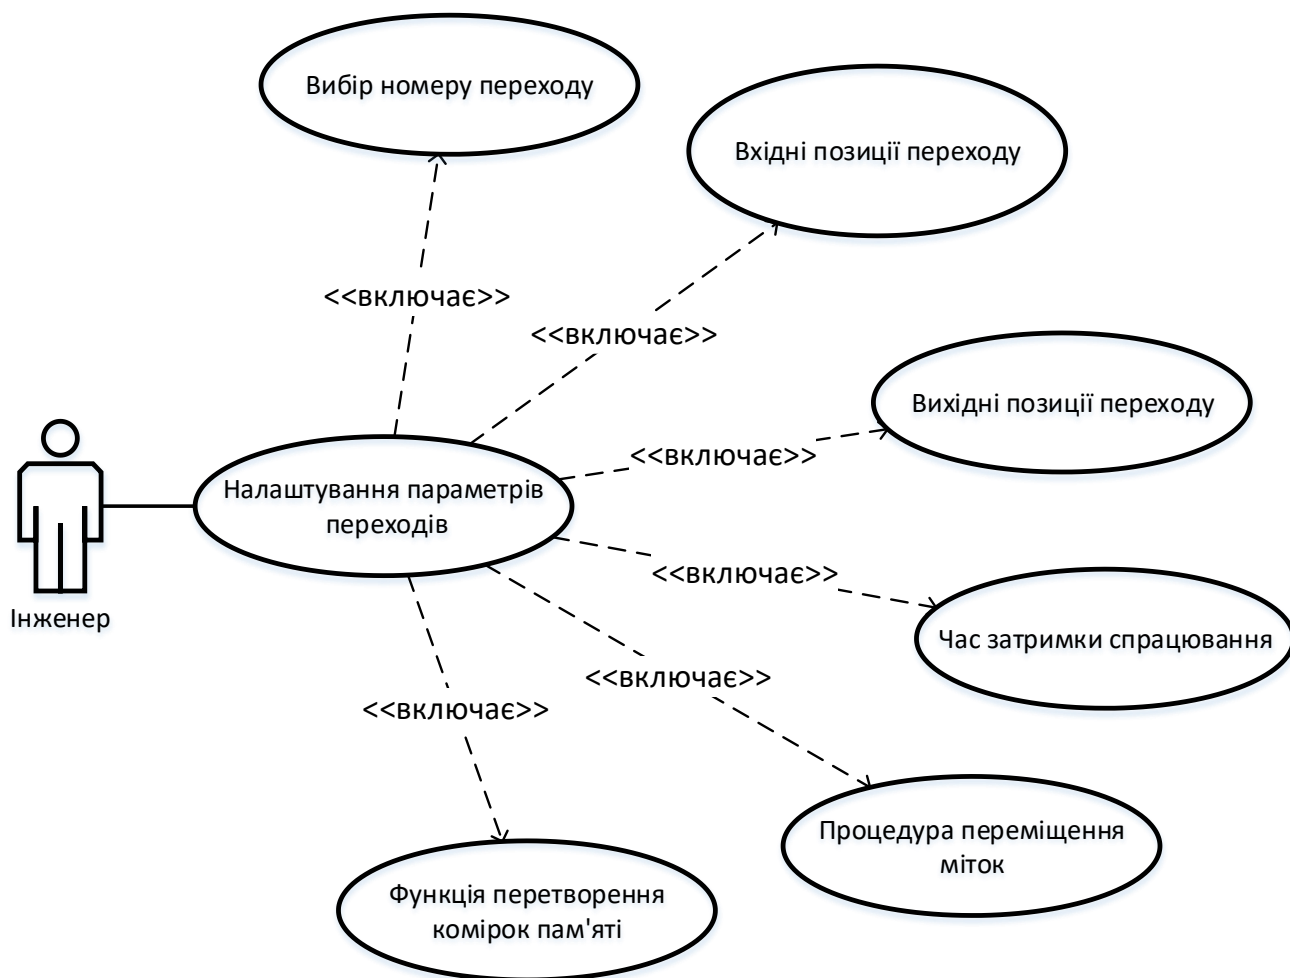 Вибір номеру переходу
Вхідні позиції переходу
<<включає>>
<<включає>>
Вихідні позиції переходу
<<включає>>
Налаштування параметрів
переходів
<<включає>>
Інженер
Час затримки спрацювання
<<включає>>
<<включає>>
Процедура переміщення
міток
Функція перетворення
комірок пам'яті